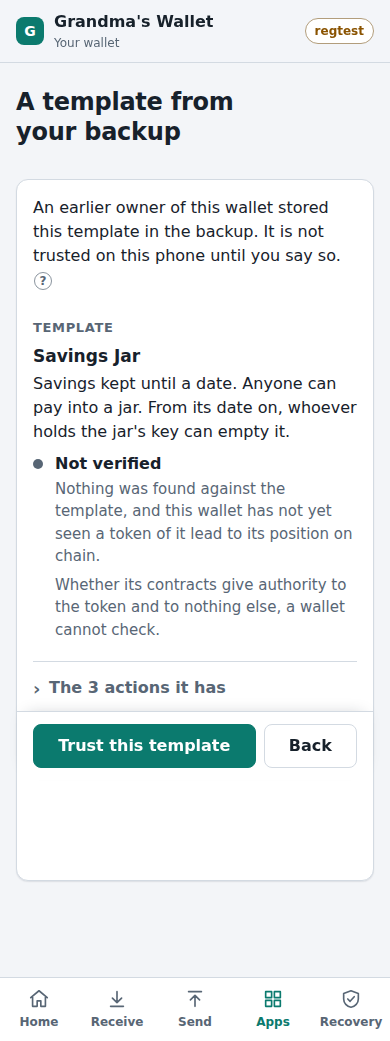 G
Grandma's Wallet
Your wallet
regtest
A template from
your backup
An earlier owner of this wallet stored
this template in the backup. It is not
trusted on this phone until you say so.
?
TEMPLATE
Savings Jar
Savings kept until a date. Anyone can
pay into a jar. From its date on, whoever
holds the jar's key can empty it.
Not verified
Nothing was found against the
template, and this wallet has not yet
seen a token of it lead to its position on
chain.
Whether its contracts give authority to
the token and to nothing else, a wallet
cannot check.
› The 3 actions it has
Trust this template
Back
Home
Receive
Send
Apps
Recovery